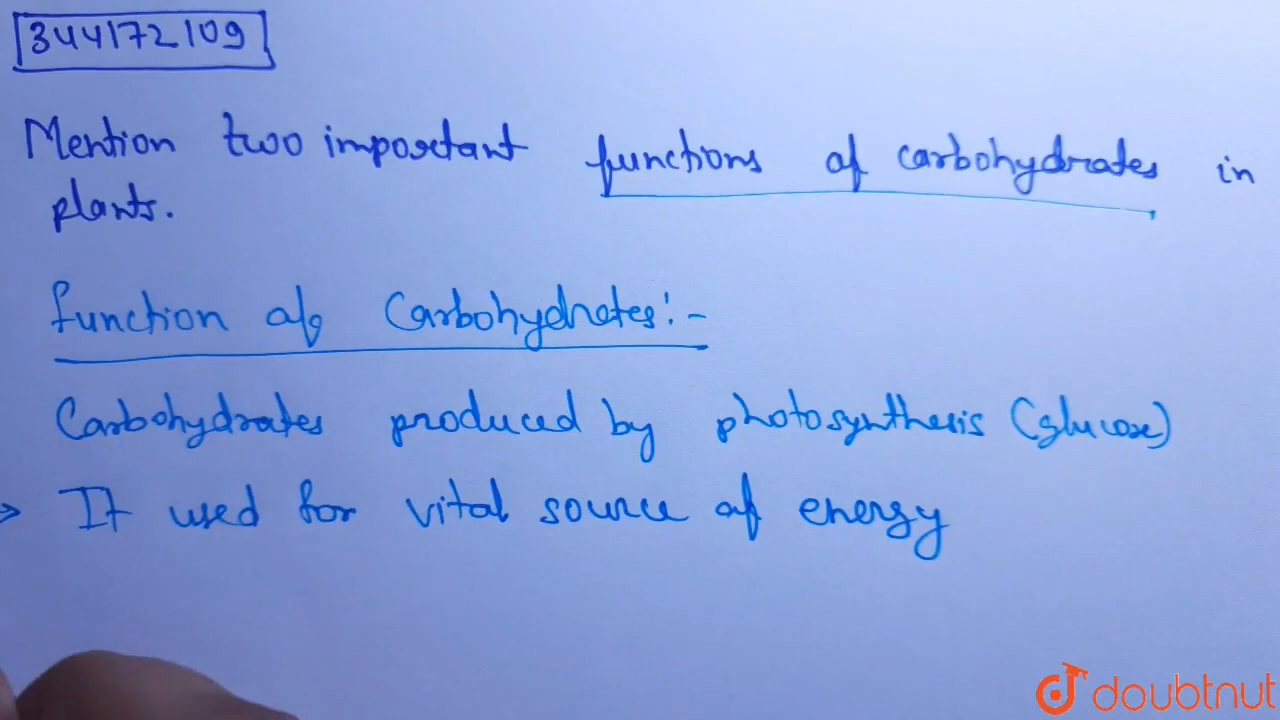 344172109
Mention two important functions of carbohydrates in
plants.
function of Carbohydrates:-
Carbohydrates produced by photosynthesis (glucose)
→ It used for vital source of energy
doubtnut